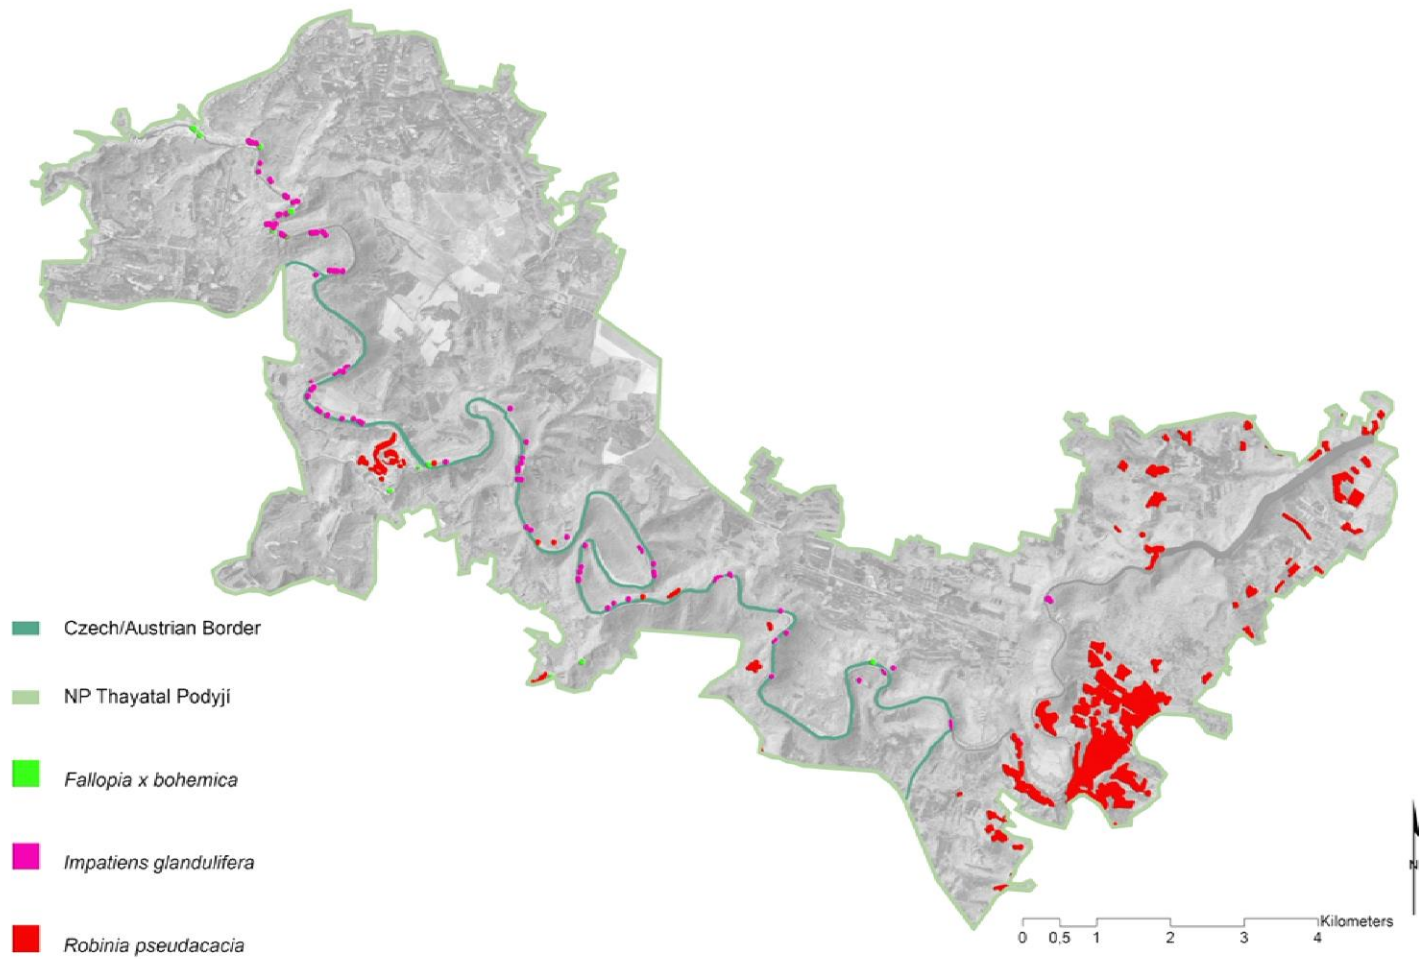 Czech/Austrian Border
NP Thayatal Podyjí
Fallopia x bohemica
Impatiens glandulifera
Robinia pseudacacia
N
Kilometers
0 0,5 1 2 3 4